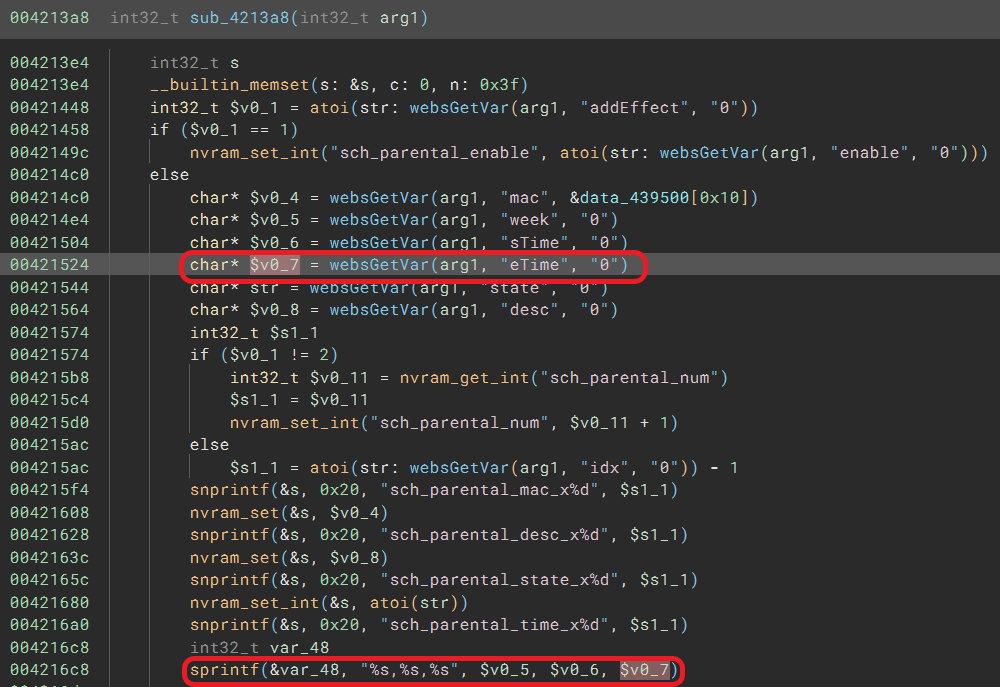 004213a8 int32_t sub_4213a8(int32_t arg1)
004213e4 int32_t s
004213e4 __builtin_memset(s: &s, c: 0, n: 0x3f)
00421448 int32_t $v0_1 = atoi(str: websGetVar(arg1, "addEffect", "0"))
00421458 if ($v0_1 == 1)
0042149c nvram_set_int("sch_parental_enable", atoi(str: websGetVar(arg1, "enable", "0")))
004214c0 else
004214c0 char* $v0_4 = websGetVar(arg1, "mac", &data_439500[0x10])
004214e4 char* $v0_5 = websGetVar(arg1, "week", "0")
00421504 char* $v0_6 = websGetVar(arg1, "sTime", "0")
00421524 char* $v0_7 = websGetVar(arg1, "eTime", "0")
00421544 char* str = websGetVar(arg1, "state", "0")
00421564 char* $v0_8 = websGetVar(arg1, "desc", "0")
00421574 int32_t $s1_1
00421574 if ($v0_1 != 2)
004215b8 int32_t $v0_11 = nvram_get_int("sch_parental_num")
004215c4 $s1_1 = $v0_11
004215d0 nvram_set_int("sch_parental_num", $v0_11 + 1)
004215ac else
004215ac $s1_1 = atoi(str: websGetVar(arg1, "idx", "0")) - 1
004215f4 snprintf(&s, 0x20, "sch_parental_mac_x%d", $s1_1)
00421608 nvram_set(&s, $v0_4)
00421628 snprintf(&s, 0x20, "sch_parental_desc_x%d", $s1_1)
0042163c nvram_set(&s, $v0_8)
0042165c snprintf(&s, 0x20, "sch_parental_state_x%d", $s1_1)
00421680 nvram_set_int(&s, atoi(str))
004216a0 snprintf(&s, 0x20, "sch_parental_time_x%d", $s1_1)
004216c8 int32_t var_48
004216c8 sprintf(&var_48, "%s,%s,%s", $v0_5, $v0_6, $v0_7)